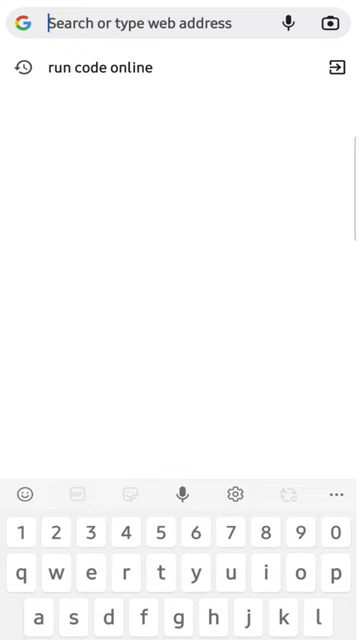 Search or type web address
run code online
1 2 3 4 5 6 7 8 9 0
q w e r t y u i o p
a s d f g h j k l